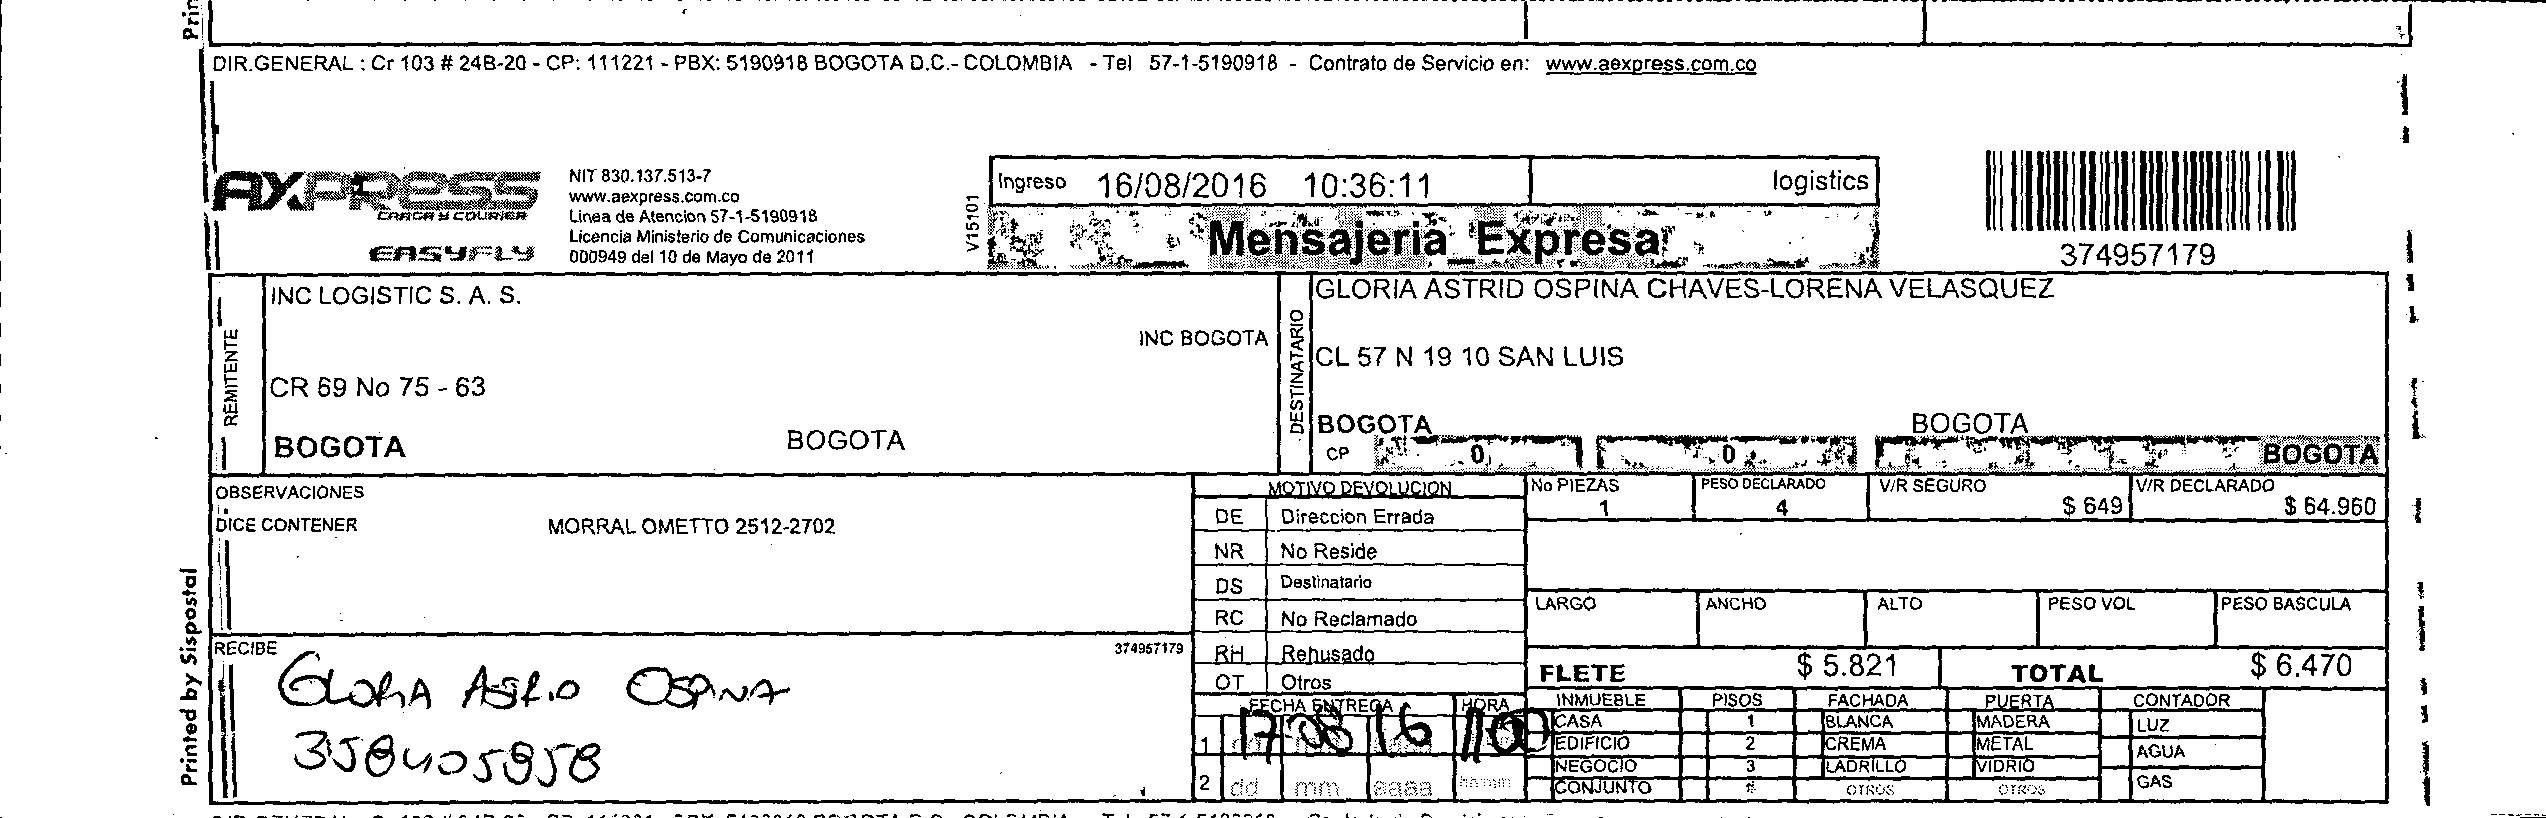 DIR.GENERAL : Cr 103 # 24B-20 - CP: 111221 - PBX: 5190918 BOGOTA D.C.- COLOMBIA - Tel 57-1-5190918 - Contrato de Servicio en: www.aexpress.com.co
AXPRESS
CARGA Y COURIER
EASYFLY
NIT 830.137.513-7
www.aexpress.com.co
Linea de Atencion 57-1-5190918
Licencia Ministerio de Comunicaciones
000949 del 10 de Mayo de 2011
V15101
Ingreso 16/08/2016 10:36:11 logistics
Mensajeria_Expresa
374957179
REMITENTE
INC LOGISTIC S. A. S.
INC BOGOTA
CR 69 No 75 - 63
BOGOTA BOGOTA
DESTINATARIO
GLORIA ASTRID OSPINA CHAVES-LORENA VELASQUEZ
CL 57 N 19 10 SAN LUIS
BOGOTA BOGOTA
CP 0 0 BOGOTA
OBSERVACIONES
DICE CONTENER MORRAL OMETTO 2512-2702
MOTIVO DEVOLUCION
DE Direccion Errada
NR No Reside
DS Destinatario
RC No Reclamado
RH Rehusado
OT Otros
No PIEZAS PESO DECLARADO V/R SEGURO V/R DECLARADO
1 4 $ 649 $ 64.960
LARGO ANCHO ALTO PESO VOL PESO BASCULA
FLETE $ 5.821 TOTAL $ 6.470
RECIBE 374957179
GLORIA ASTRID OSPINA
358405958
FECHA ENTREGA HORA
1 17 08 16 1100
2 dd mm aaaa hh:mm
INMUEBLE PISOS FACHADA PUERTA CONTADOR
CASA 1 BLANCA MADERA LUZ
EDIFICIO 2 CREMA METAL AGUA
NEGOCIO 3 LADRILLO VIDRIO GAS
CONJUNTO # OTROS OTROS
Printed by Sispostal